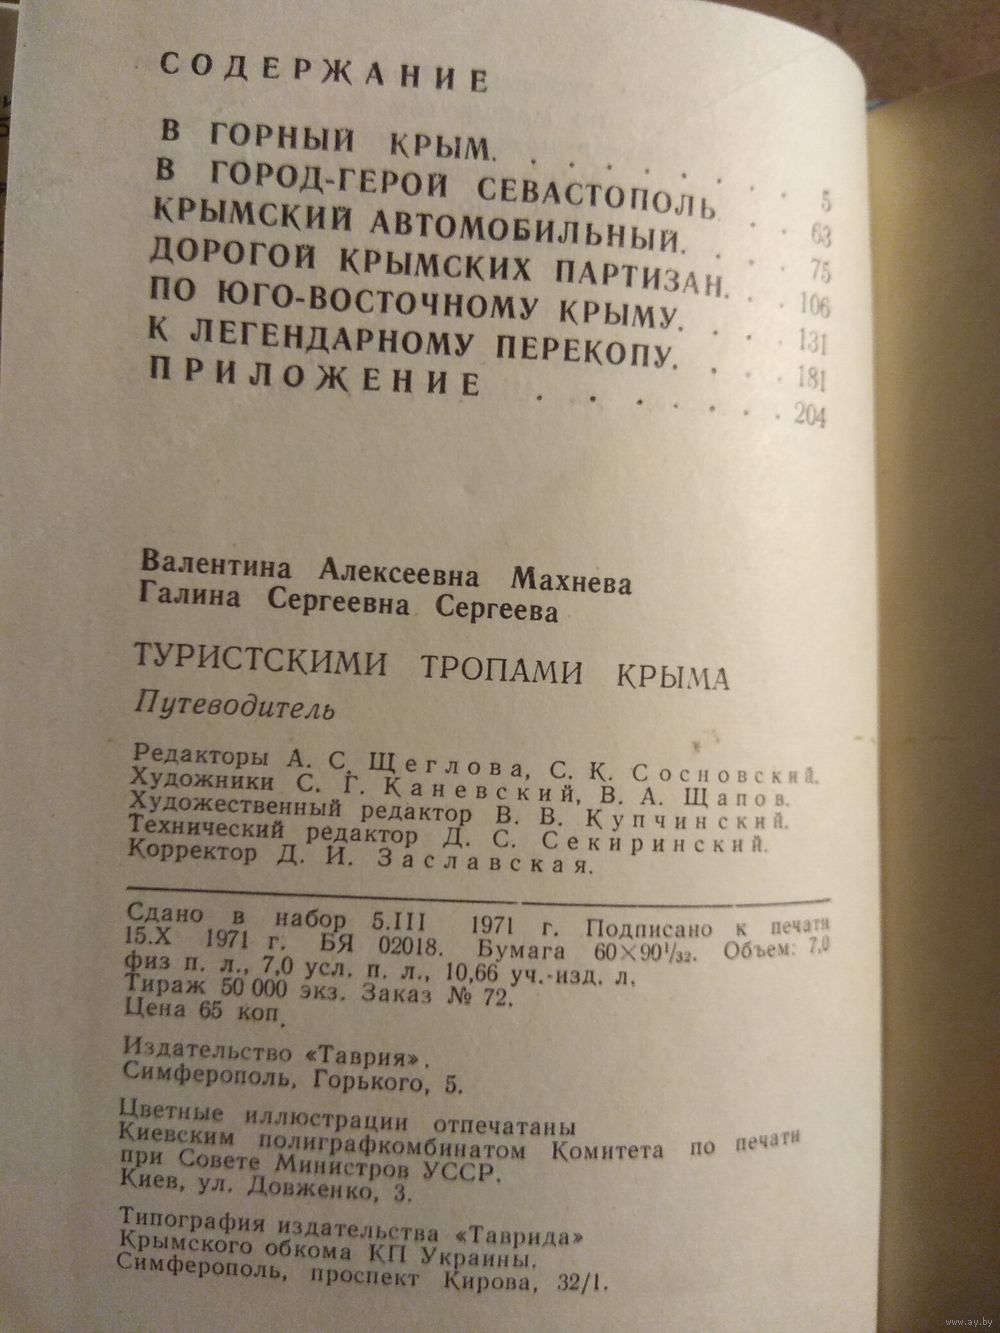 СОДЕРЖАНИЕ
В ГОРНЫЙ КРЫМ. . . . . . . . 5
В ГОРОД-ГЕРОЙ СЕВАСТОПОЛЬ . . 63
КРЫМСКИЙ АВТОМОБИЛЬНЫЙ. . . . 75
ДОРОГОЙ КРЫМСКИХ ПАРТИЗАН. . . 106
ПО ЮГО-ВОСТОЧНОМУ КРЫМУ. . . . 131
К ЛЕГЕНДАРНОМУ ПЕРЕКОПУ. . . . 181
ПРИЛОЖЕНИЕ . . . . . . . 204
Валентина Алексеевна Махнева
Галина Сергеевна Сергеева
ТУРИСТСКИМИ ТРОПАМИ КРЫМА
Путеводитель
Редакторы А. С. Щеглова, С. К. Сосновский.
Художники С. Г. Каневский, В. А. Щапов.
Художественный редактор В. В. Купчинский.
Технический редактор Д. С. Секиринский.
Корректор Д. И. Заславская.
Сдано в набор 5.III 1971 г. Подписано к печати
15.X 1971 г. БЯ 02018. Бумага 60×90¹/₃₂. Объем: 7,0
физ п. л., 7,0 усл. п. л., 10,66 уч.-изд. л.
Тираж 50 000 экз. Заказ № 72.
Цена 65 коп.
Издательство «Таврия».
Симферополь, Горького, 5.
Цветные иллюстрации отпечатаны
Киевским полиграфкомбинатом Комитета по печати
при Совете Министров УССР.
Киев, ул. Довженко, 3.
Типография издательства «Таврида»
Крымского обкома КП Украины.
Симферополь, проспект Кирова, 32/1.
www.ay.by